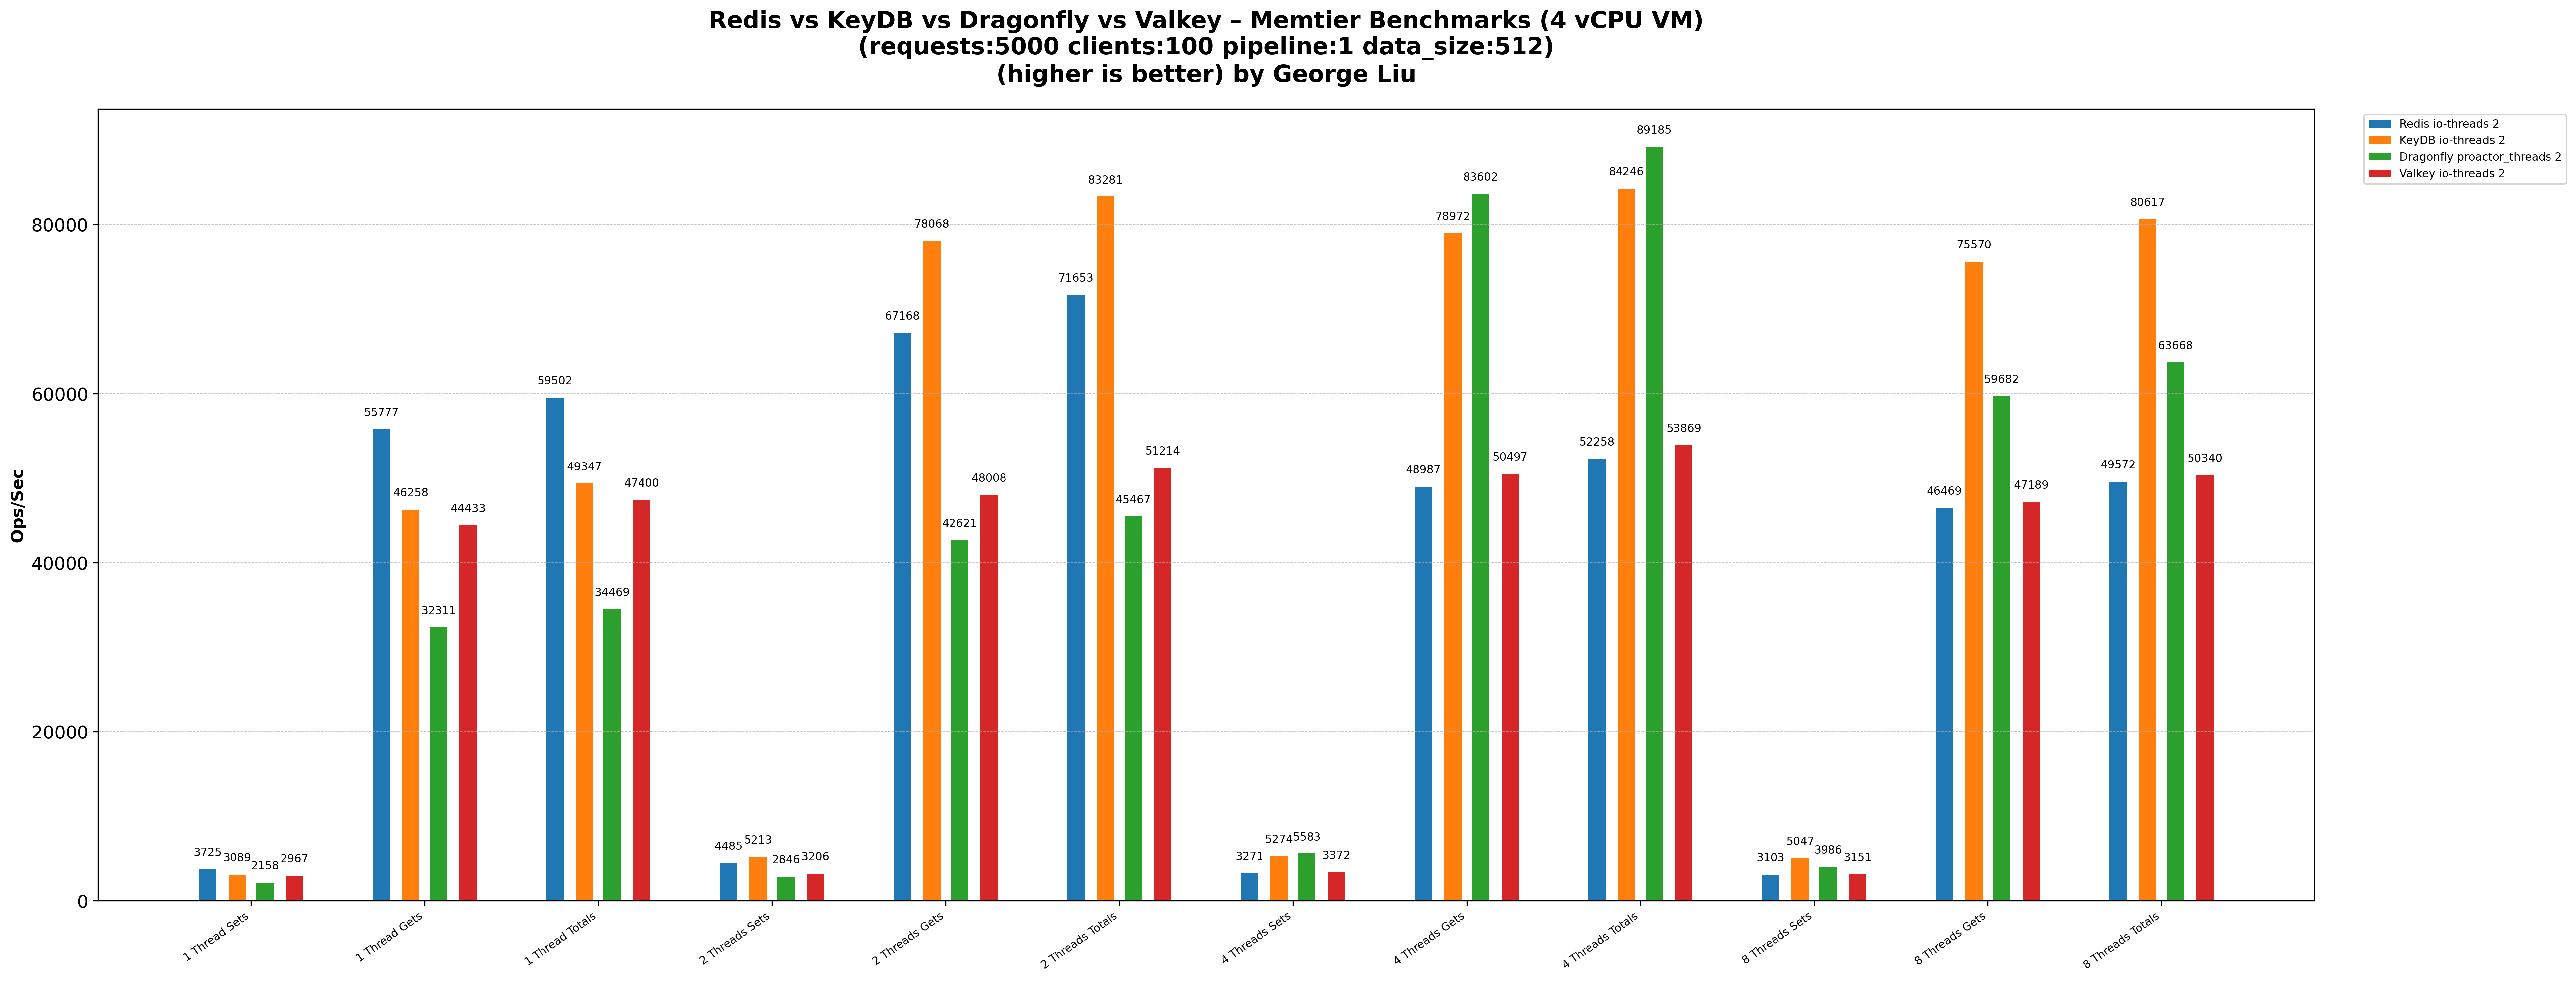 Redis vs KeyDB vs Dragonfly vs Valkey – Memtier Benchmarks (4 vCPU VM)
(requests:5000 clients:100 pipeline:1 data_size:512)
(higher is better) by George Liu
Redis io-threads 2
KeyDB io-threads 2
Dragonfly proactor_threads 2
Valkey io-threads 2
Ops/Sec
80000
60000
40000
20000
0
3725
3089
2158
2967
55777
46258
32311
44433
59502
49347
34469
47400
4485
5213
2846
3206
67168
78068
42621
48008
71653
83281
45467
51214
3271
5274
5583
3372
48987
78972
83602
50497
52258
84246
89185
53869
3103
5047
3986
3151
46469
75570
59682
47189
49572
80617
63668
50340
1 Thread Sets
1 Thread Gets
1 Thread Totals
2 Threads Sets
2 Threads Gets
2 Threads Totals
4 Threads Sets
4 Threads Gets
4 Threads Totals
8 Threads Sets
8 Threads Gets
8 Threads Totals